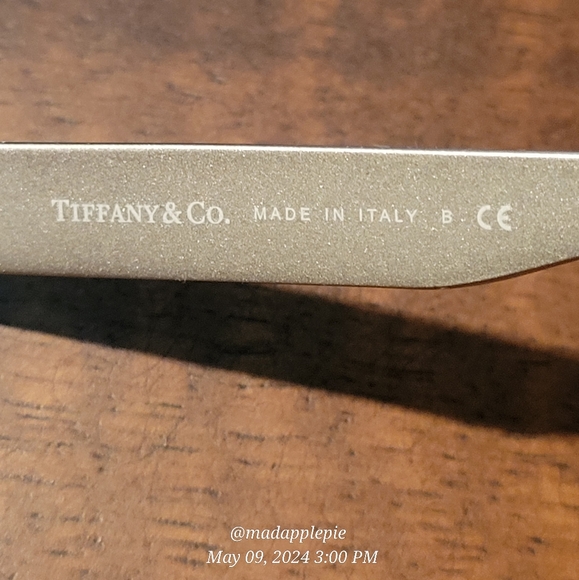 TIFFANY & CO. MADE IN ITALY B CE
@madapplepie
May 09, 2024 3:00 PM